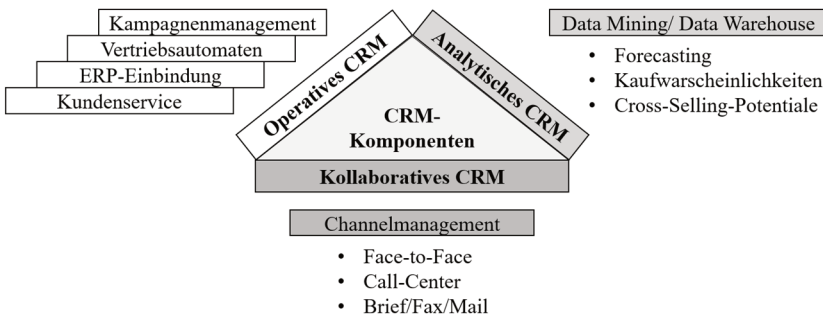 Kampagnenmanagement
Vertriebsautomaten
ERP-Einbindung
Kundenservice
Operatives CRM
Analytisches CRM
CRM-
Komponenten
Kollaboratives CRM
Data Mining/ Data Warehouse
• Forecasting
• Kaufwarscheinlichkeiten
• Cross-Selling-Potentiale
Channelmanagement
• Face-to-Face
• Call-Center
• Brief/Fax/Mail